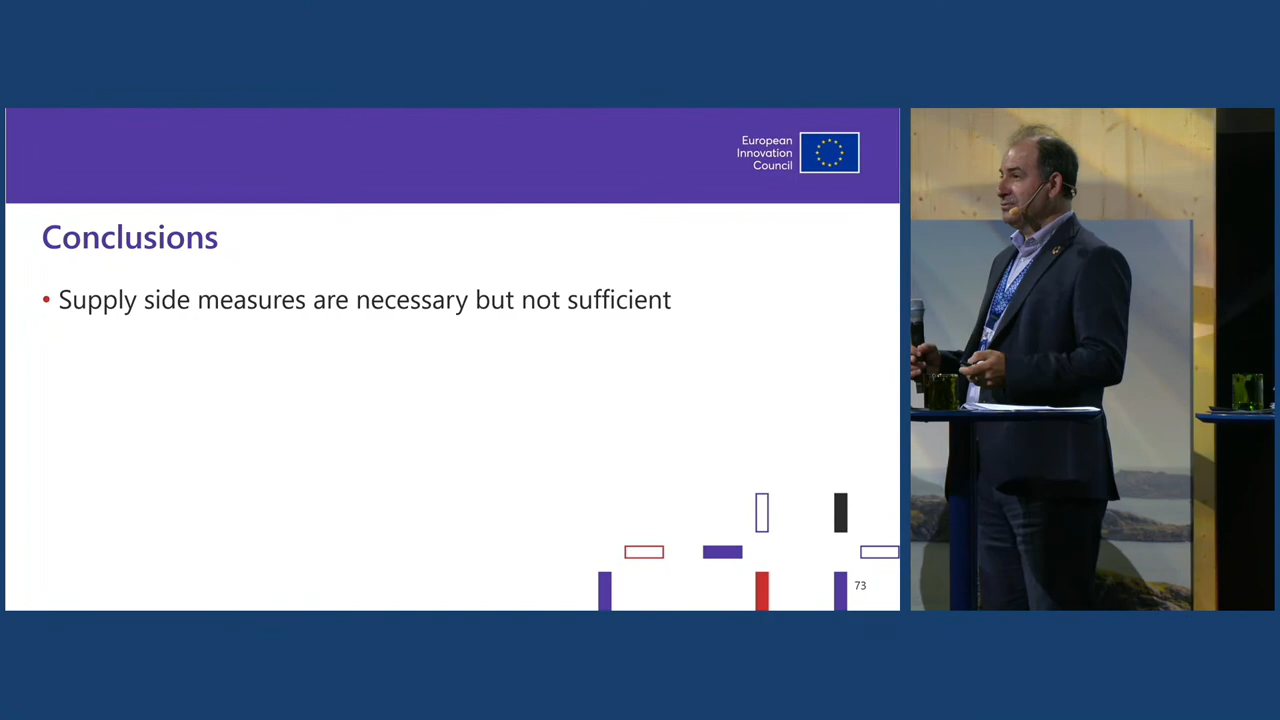 European
Innovation
Council
Conclusions
• Supply side measures are necessary but not sufficient
73